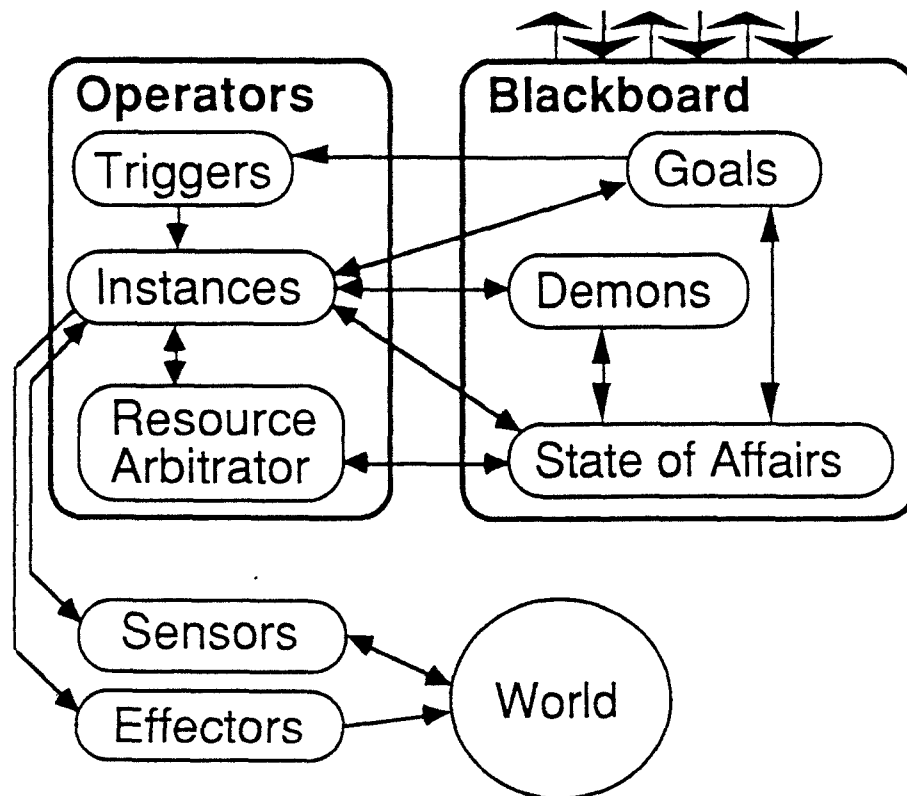 Operators
Triggers
Instances
Resource
Arbitrator
Blackboard
Goals
Demons
State of Affairs
Sensors
Effectors
World